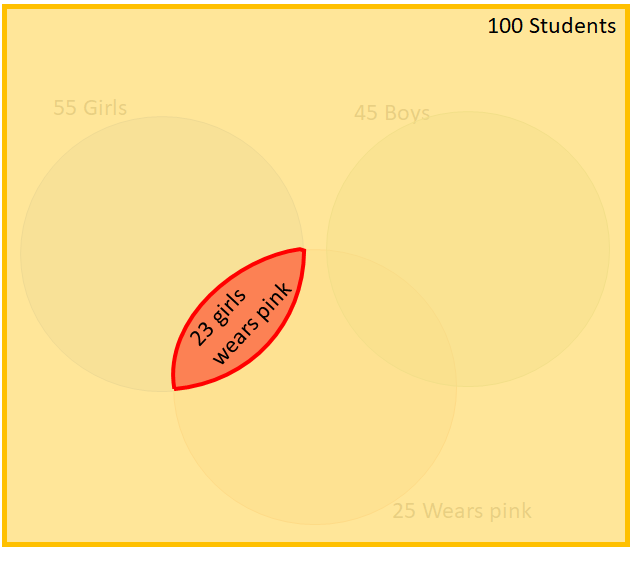 100 Students
55 Girls
45 Boys
23 girls
wears pink
25 Wears pink